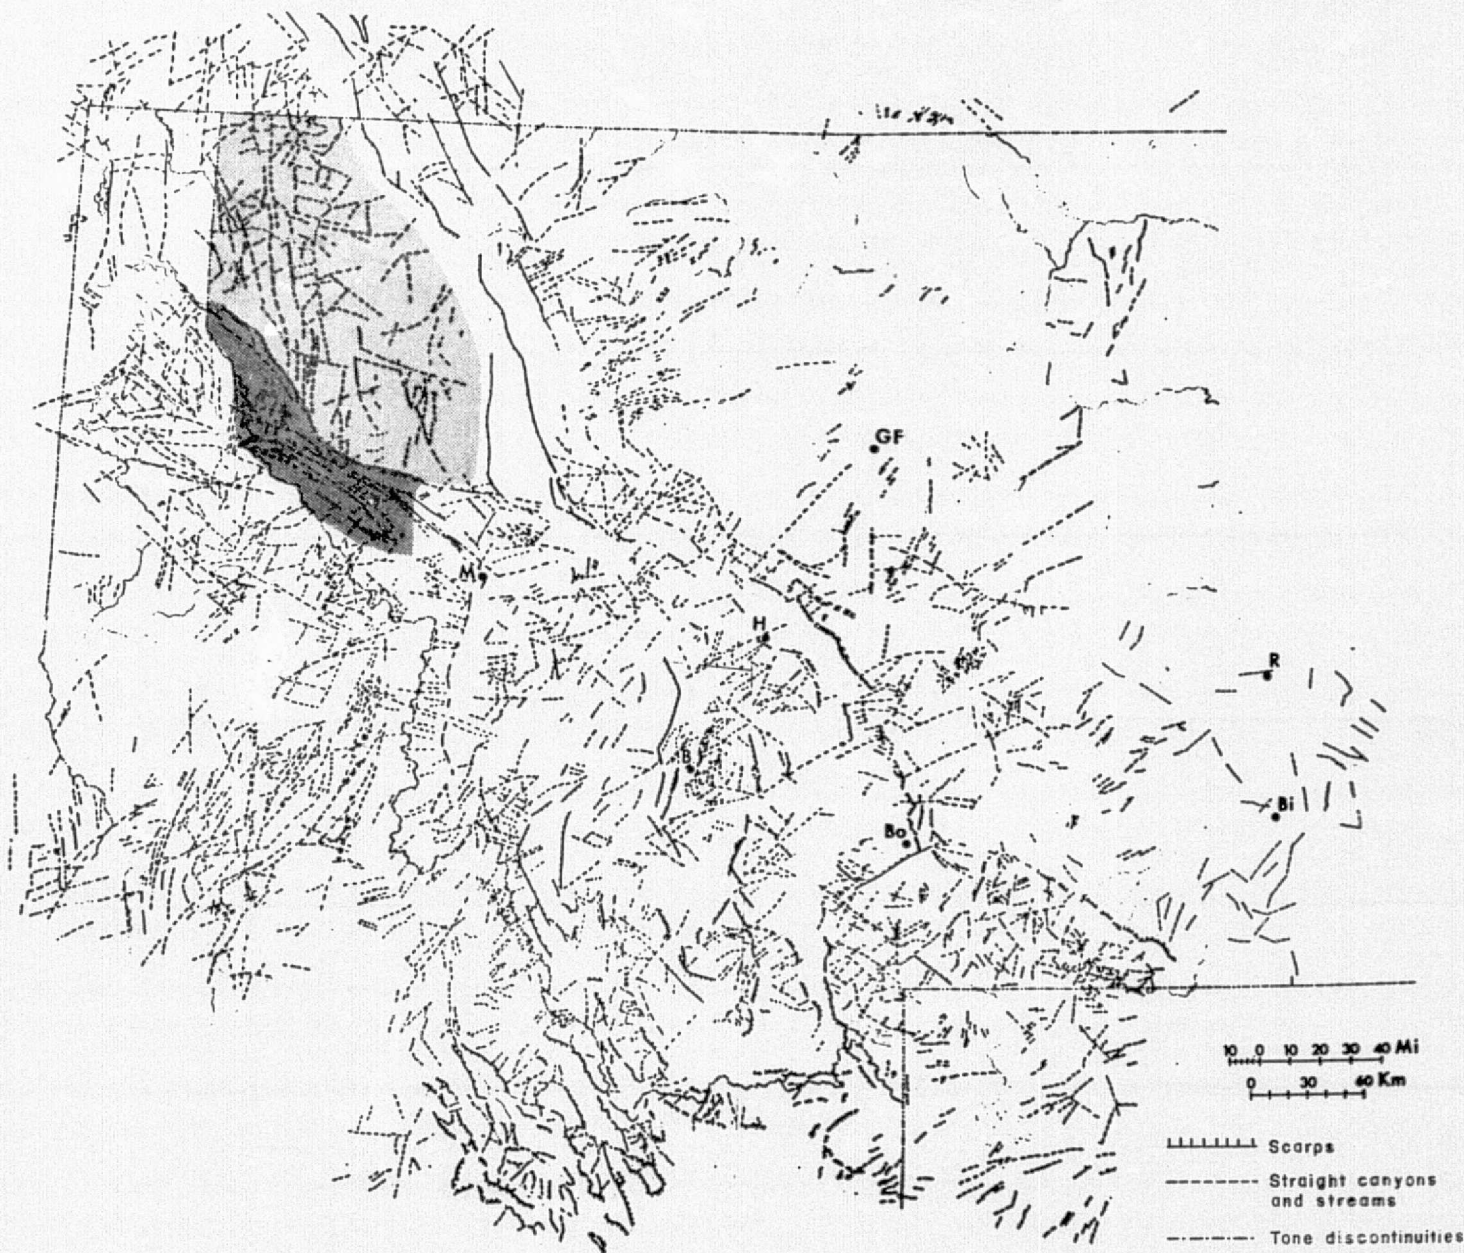 GF
M
H
R
B
Bi
Bo
10 0 10 20 30 40 Mi
0 30 60 Km
Scarps
Straight canyons
and streams
Tone discontinuities